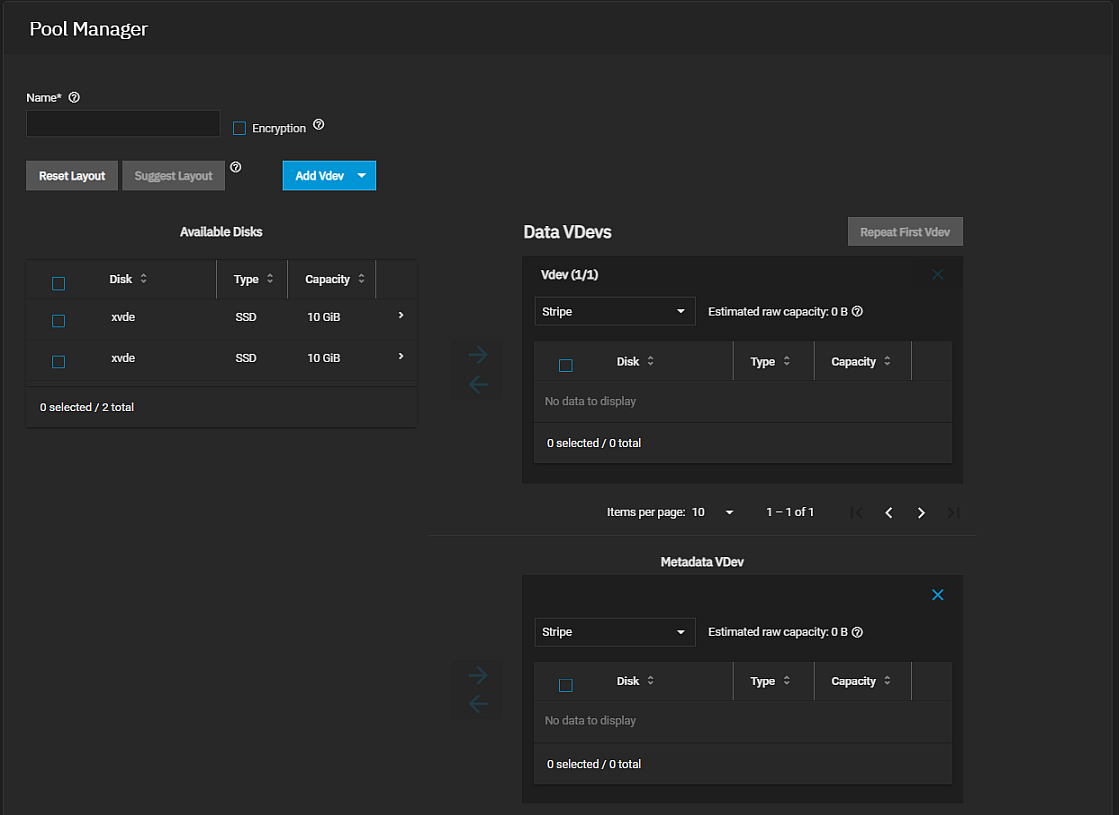 Pool Manager
Name*
Encryption
Reset Layout
Suggest Layout
Add Vdev
Available Disks
Disk Type Capacity
xvde SSD 10 GiB
xvde SSD 10 GiB
0 selected / 2 total
Data VDevs
Repeat First Vdev
Vdev (1/1)
Stripe
Estimated raw capacity: 0 B
Disk Type Capacity
No data to display
0 selected / 0 total
Items per page: 10 1 – 1 of 1
Metadata VDev
Stripe
Estimated raw capacity: 0 B
Disk Type Capacity
No data to display
0 selected / 0 total